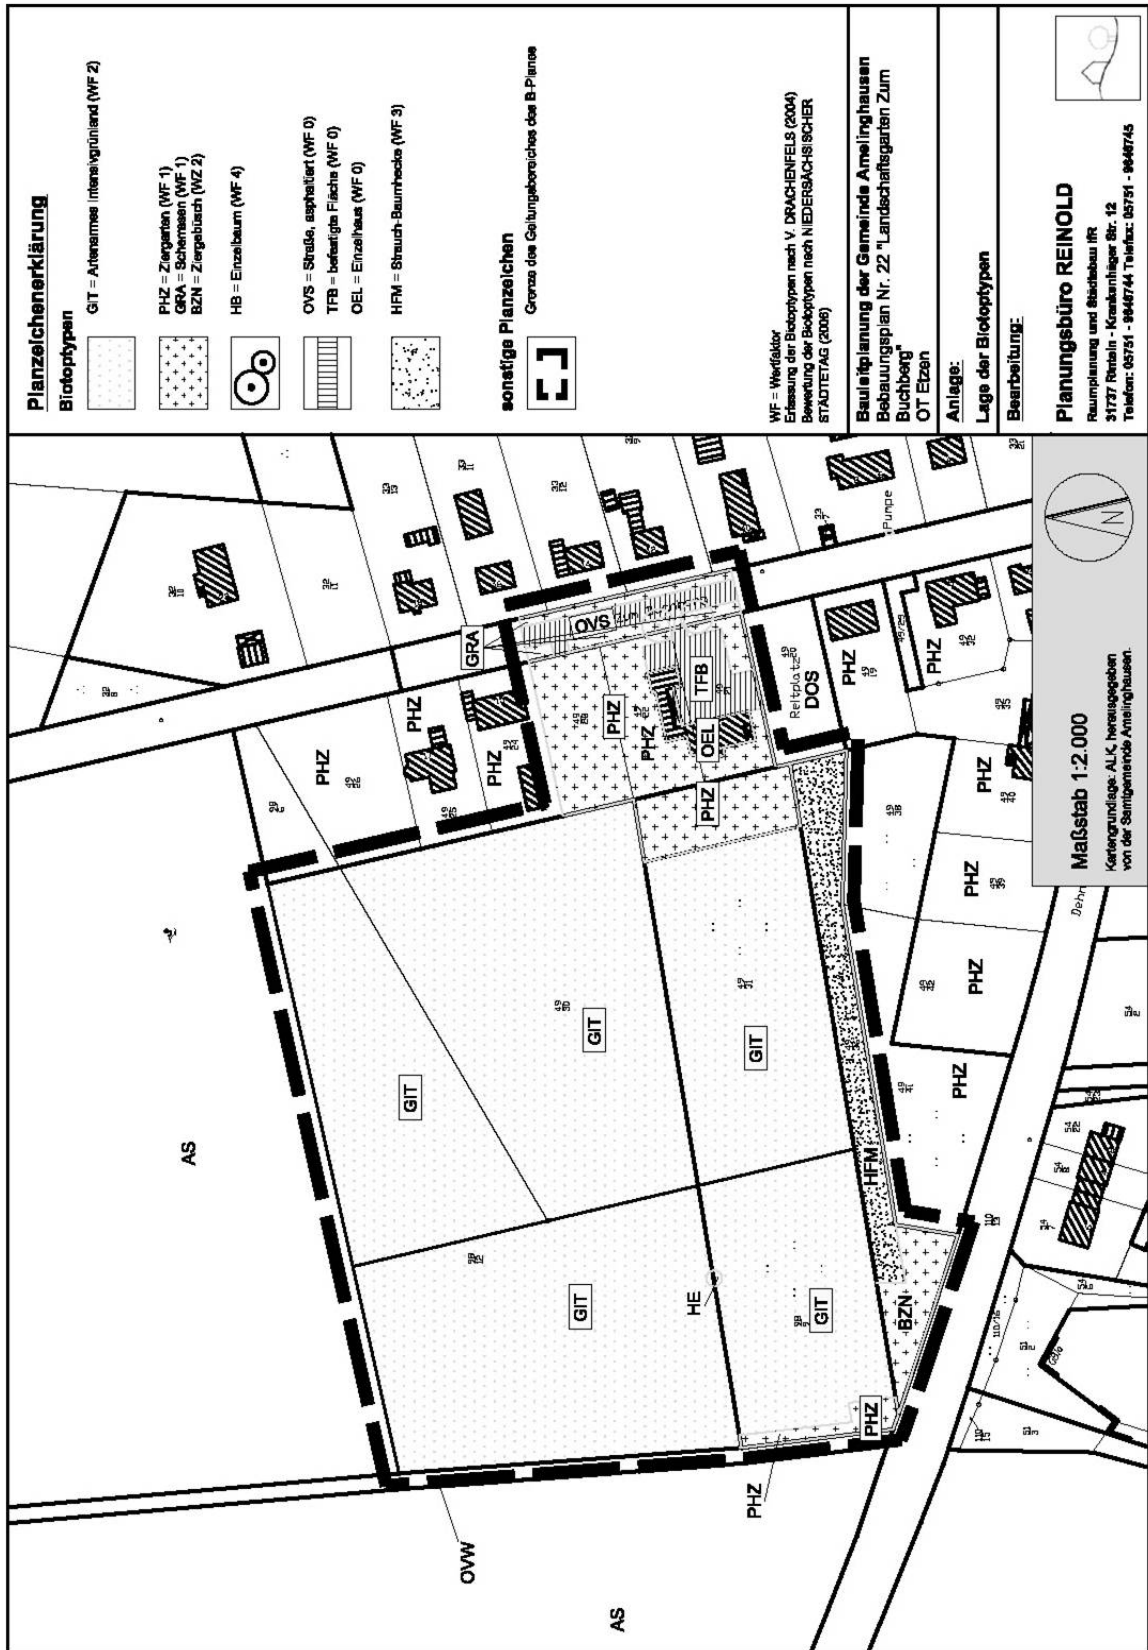 Planzeichenerklärung
Biotoptypen
GIT = Artenarmes Intensivgrünland (WF 2)
PHZ = Ziergarten (WF 1)
GRA = Scherrasen (WF 1)
BZN = Ziergebüsch (WZ 2)
HB = Einzelbaum (WF 4)
OVS = Straße, asphaltiert (WF 0)
TFB = befestigte Fläche (WF 0)
OEL = Einzelhaus (WF 0)
HFM = Strauch-Baumhecke (WF 3)
sonstige Planzeichen
Grenze des Geltungsbereiches des B-Planes
WF = Wertfaktor
Erfassung der Biotoptypen nach V. DRACHENFELS (2004)
Bewertung der Biotoptypen nach NIEDERSÄCHSISCHER
STÄDTETAG (2006)
Bauleitplanung der Gemeinde Amelinghausen
Bebauungsplan Nr. 22 "Landschaftsgarten Zum
Buchberg"
OT Etzen
Anlage:
Lage der Biotoptypen
Bearbeitung:
Planungsbüro REINOLD
Raumplanung und Städtebau IfR
31737 Rinteln - Krankenhäger Str. 12
Telefon: 05751 - 9646744 Telefax: 05751 - 9646745
AS
OVW
AS
GIT
GIT
GIT
GIT
GIT
HE
PHZ
PHZ
BZN
HFM
PHZ
PHZ
PHZ
PHZ
GRA
OVS
PHZ
PHZ
PHZ
TFB
OEL
Reitplatz
DOS
PHZ
PHZ
PHZ
PHZ
PHZ
PHZ
Pumpe
N
Maßstab 1:2.000
Kartengrundlage: ALK, herausgegeben
von der Samtgemeinde Amelinghausen.